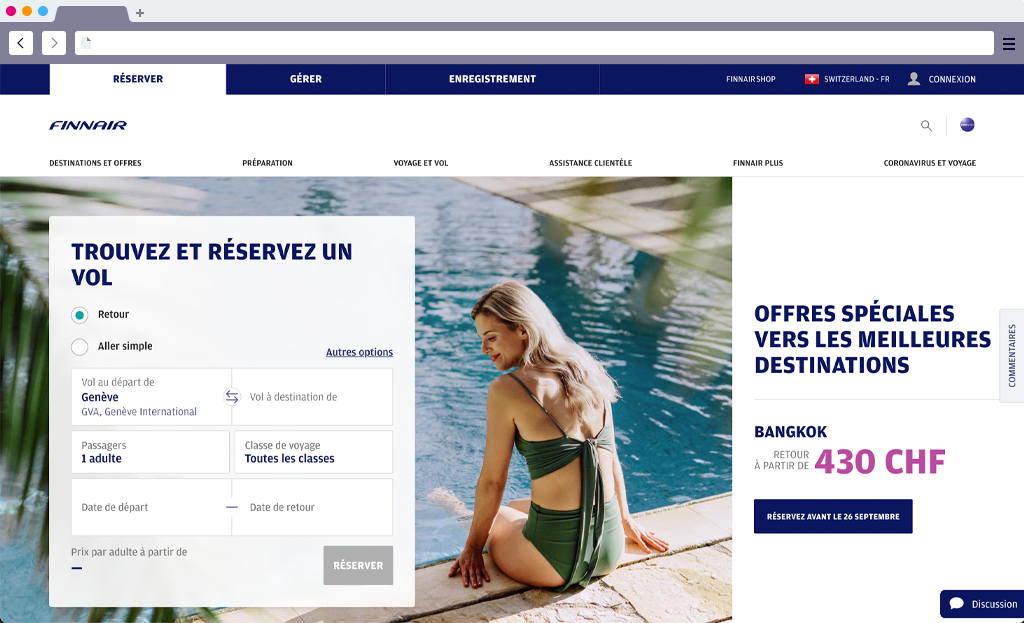 RÉSERVER
GÉRER
ENREGISTREMENT
FINNAIR SHOP
SWITZERLAND - FR
CONNEXION
FINNAIR
DESTINATIONS ET OFFRES
PRÉPARATION
VOYAGE ET VOL
ASSISTANCE CLIENTÈLE
FINNAIR PLUS
CORONAVIRUS ET VOYAGE
TROUVEZ ET RÉSERVEZ UN
VOL
Retour
Aller simple
Autres options
Vol au départ de
Genève
GVA, Genève International
Vol à destination de
Passagers
1 adulte
Classe de voyage
Toutes les classes
Date de départ
Date de retour
Prix par adulte à partir de
RÉSERVER
OFFRES SPÉCIALES
VERS LES MEILLEURES
DESTINATIONS
BANGKOK
RETOUR
À PARTIR DE
430 CHF
RÉSERVEZ AVANT LE 26 SEPTEMBRE
COMMENTAIRES
Discussion